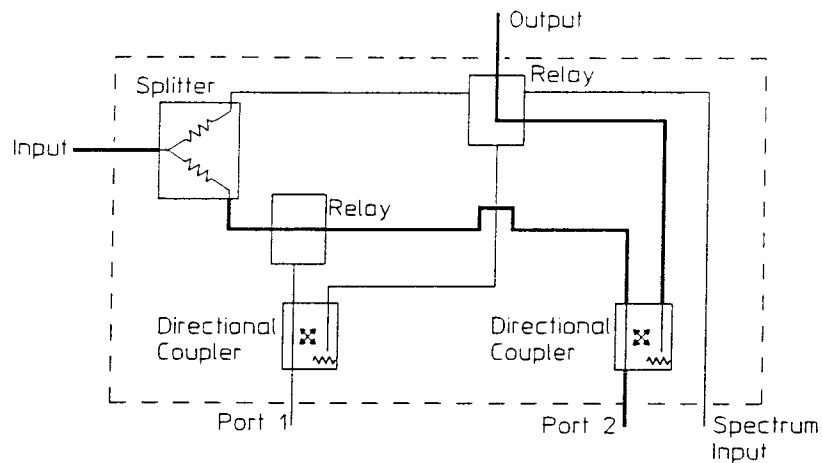 Output
Relay
Splitter
Input
Relay
Directional
Coupler
Directional
Coupler
Port 1
Port 2
Spectrum
Input